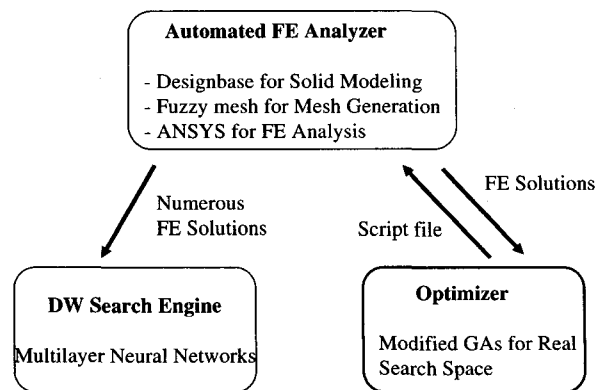 Automated FE Analyzer
- Designbase for Solid Modeling
- Fuzzy mesh for Mesh Generation
- ANSYS for FE Analysis
Numerous
FE Solutions
Script file
FE Solutions
DW Search Engine
Multilayer Neural Networks
Optimizer
Modified GAs for Real
Search Space